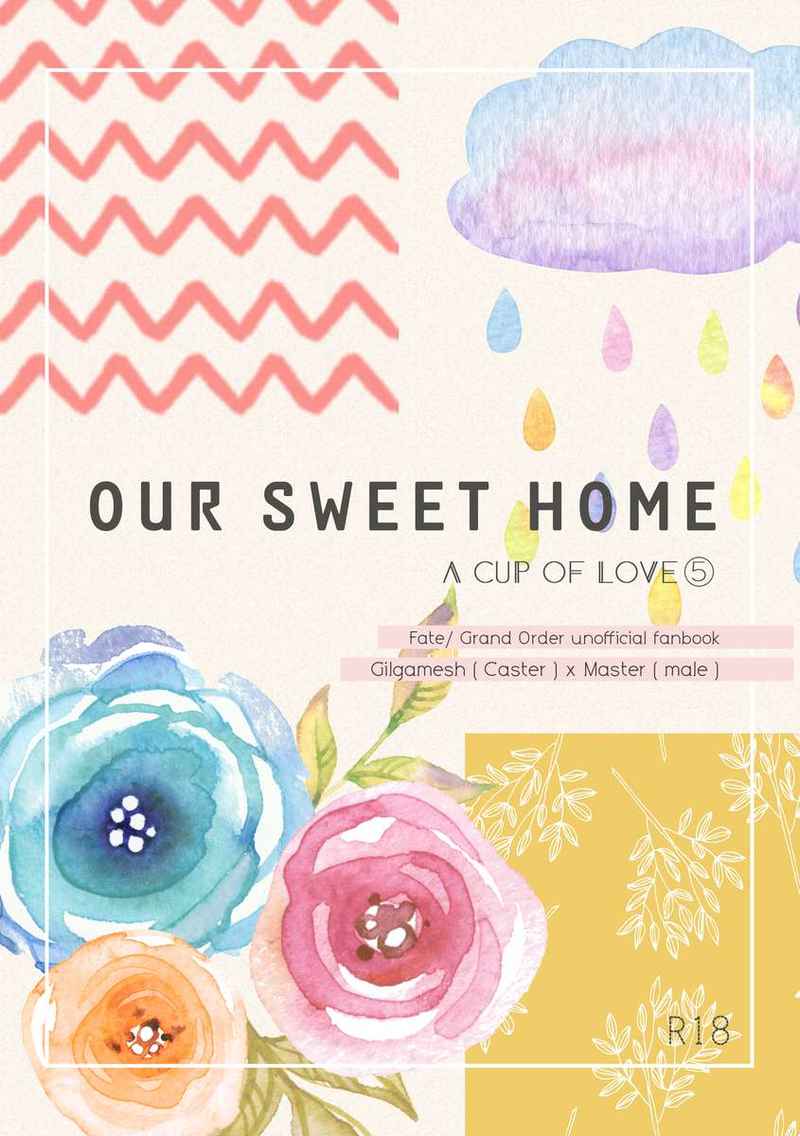 OUR SWEET HOME
A CUP OF LOVE⑤
Fate/ Grand Order unofficial fanbook
Gilgamesh ( Caster ) x Master ( male )
R18